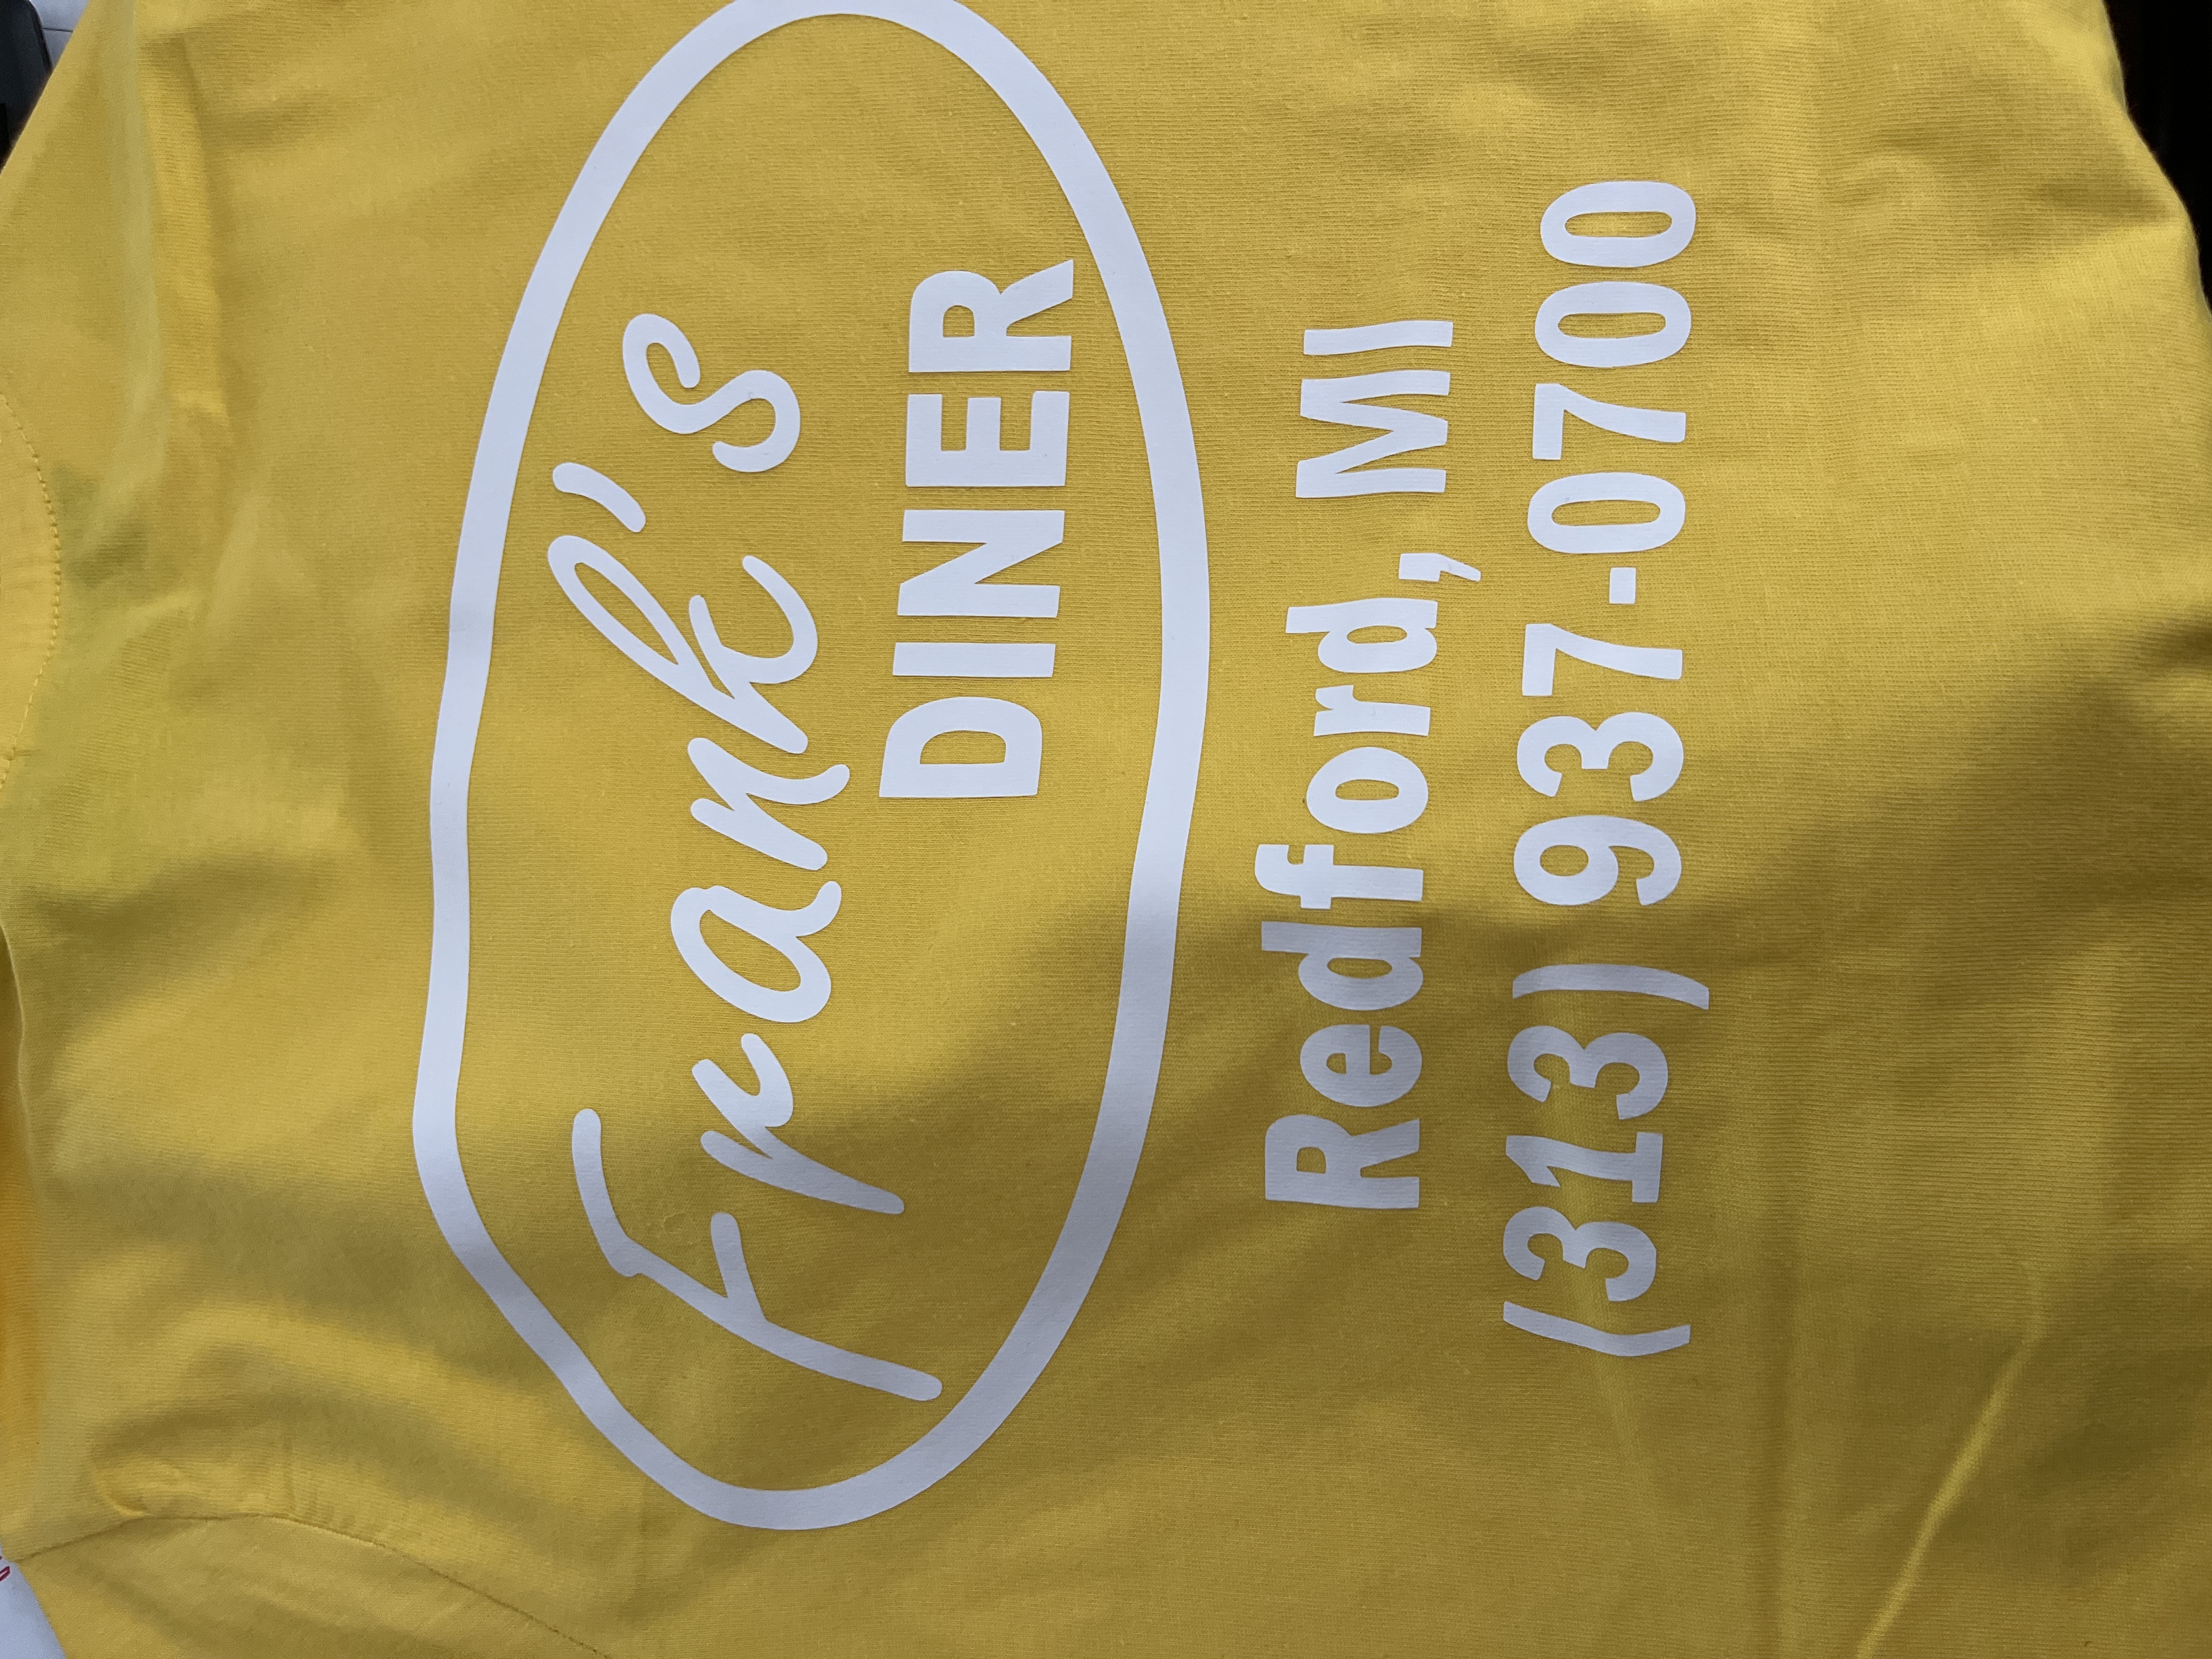 Frank's
DINER
Redford, MI
(313) 937-0700